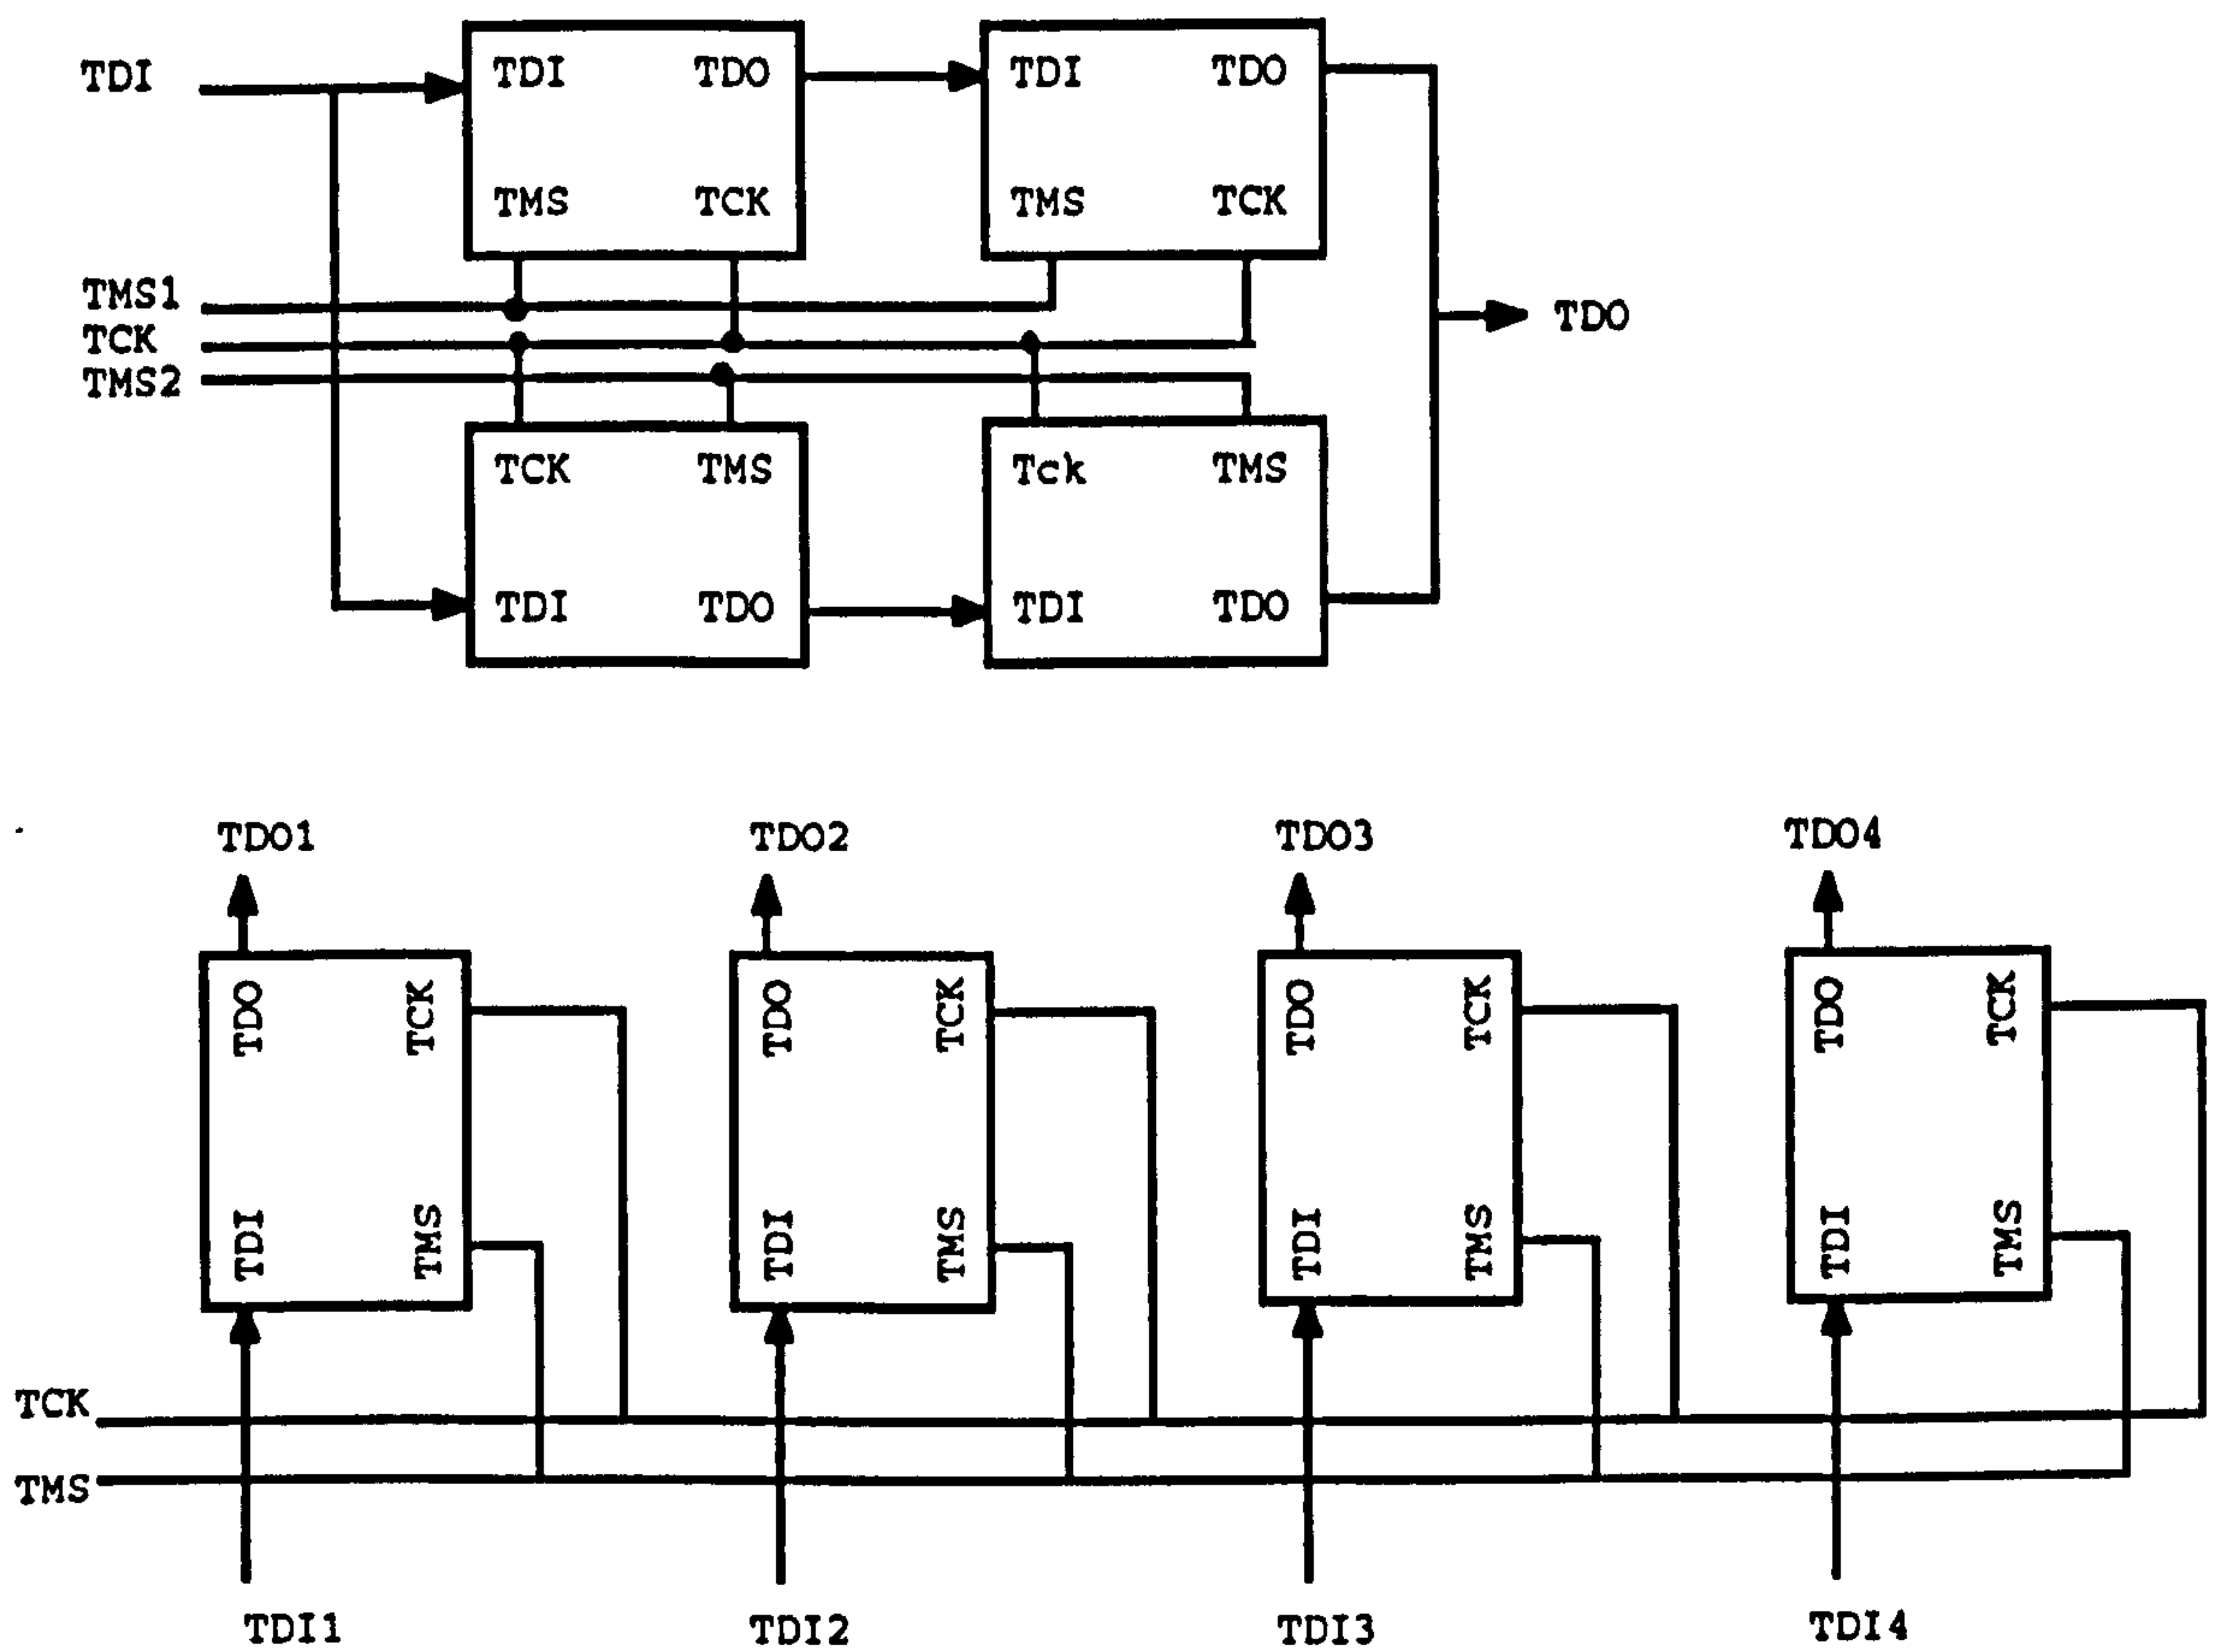 TDI
TDI TDO
TDI TDO
TMS TCK
TMS TCK
TMS1
TCK
TMS2
TDO
TCK TMS
Tck TMS
TDI TDO
TDI TDO
TDO1
TDO2
TDO3
TDO4
TDO TCK
TDI TMS
TDO TCK
TDI TMS
TDO TCK
TDI TMS
TDO TCK
TDI TMS
TCK
TMS
TDI1
TDI2
TDI3
TDI4